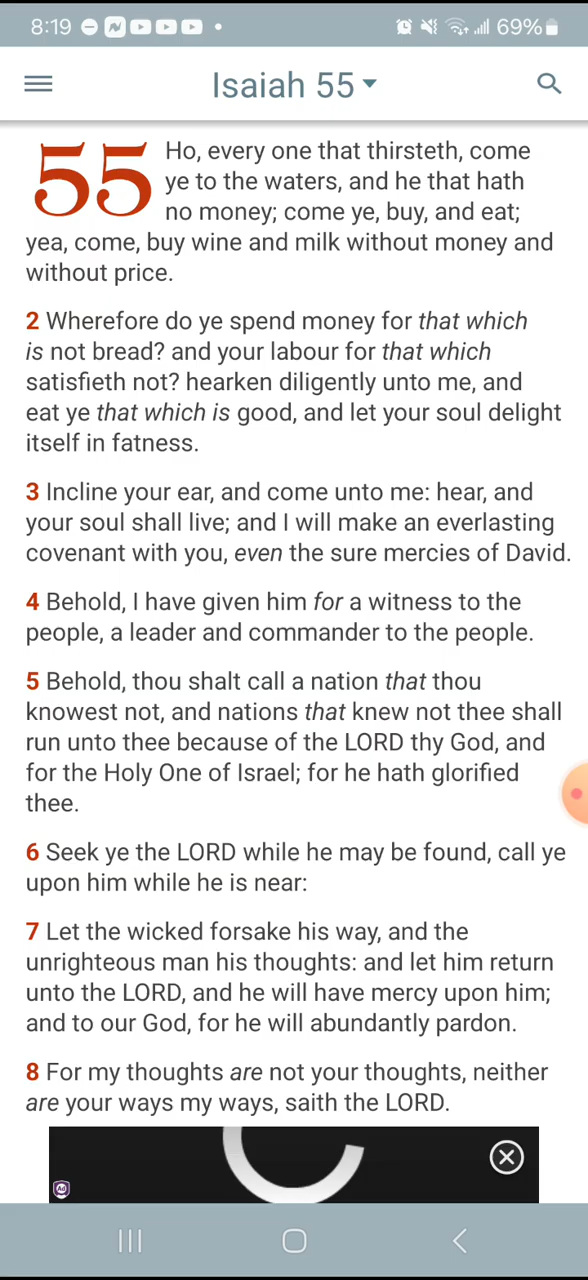 8:19 69%
Isaiah 55
55 Ho, every one that thirsteth, come
ye to the waters, and he that hath
no money; come ye, buy, and eat;
yea, come, buy wine and milk without money and
without price.
2 Wherefore do ye spend money for that which
is not bread? and your labour for that which
satisfieth not? hearken diligently unto me, and
eat ye that which is good, and let your soul delight
itself in fatness.
3 Incline your ear, and come unto me: hear, and
your soul shall live; and I will make an everlasting
covenant with you, even the sure mercies of David.
4 Behold, I have given him for a witness to the
people, a leader and commander to the people.
5 Behold, thou shalt call a nation that thou
knowest not, and nations that knew not thee shall
run unto thee because of the LORD thy God, and
for the Holy One of Israel; for he hath glorified
thee.
6 Seek ye the LORD while he may be found, call ye
upon him while he is near:
7 Let the wicked forsake his way, and the
unrighteous man his thoughts: and let him return
unto the LORD, and he will have mercy upon him;
and to our God, for he will abundantly pardon.
8 For my thoughts are not your thoughts, neither
are your ways my ways, saith the LORD.
Ad